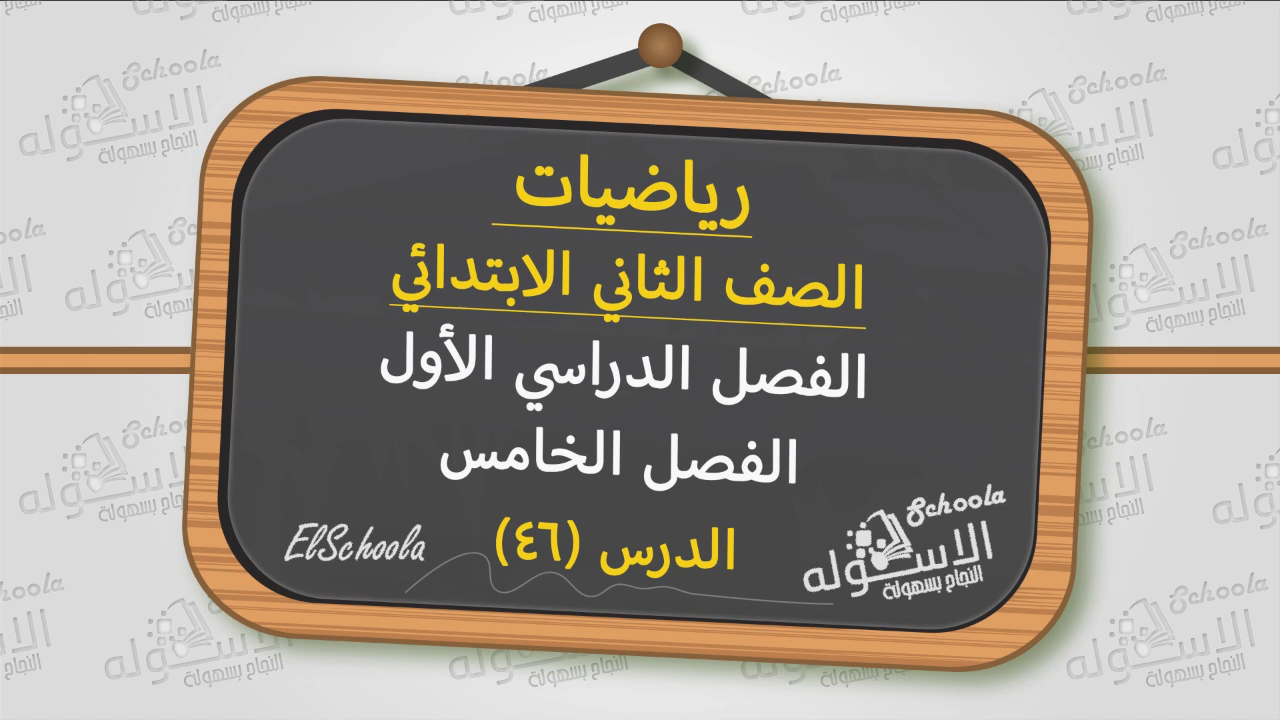 رياضيات
الصف الثاني الابتدائي
الفصل الدراسي الأول
الفصل الخامس
الدرس (٤٦)
ElSchoola
Schoola
الاسكوله
النجاح بسهولة